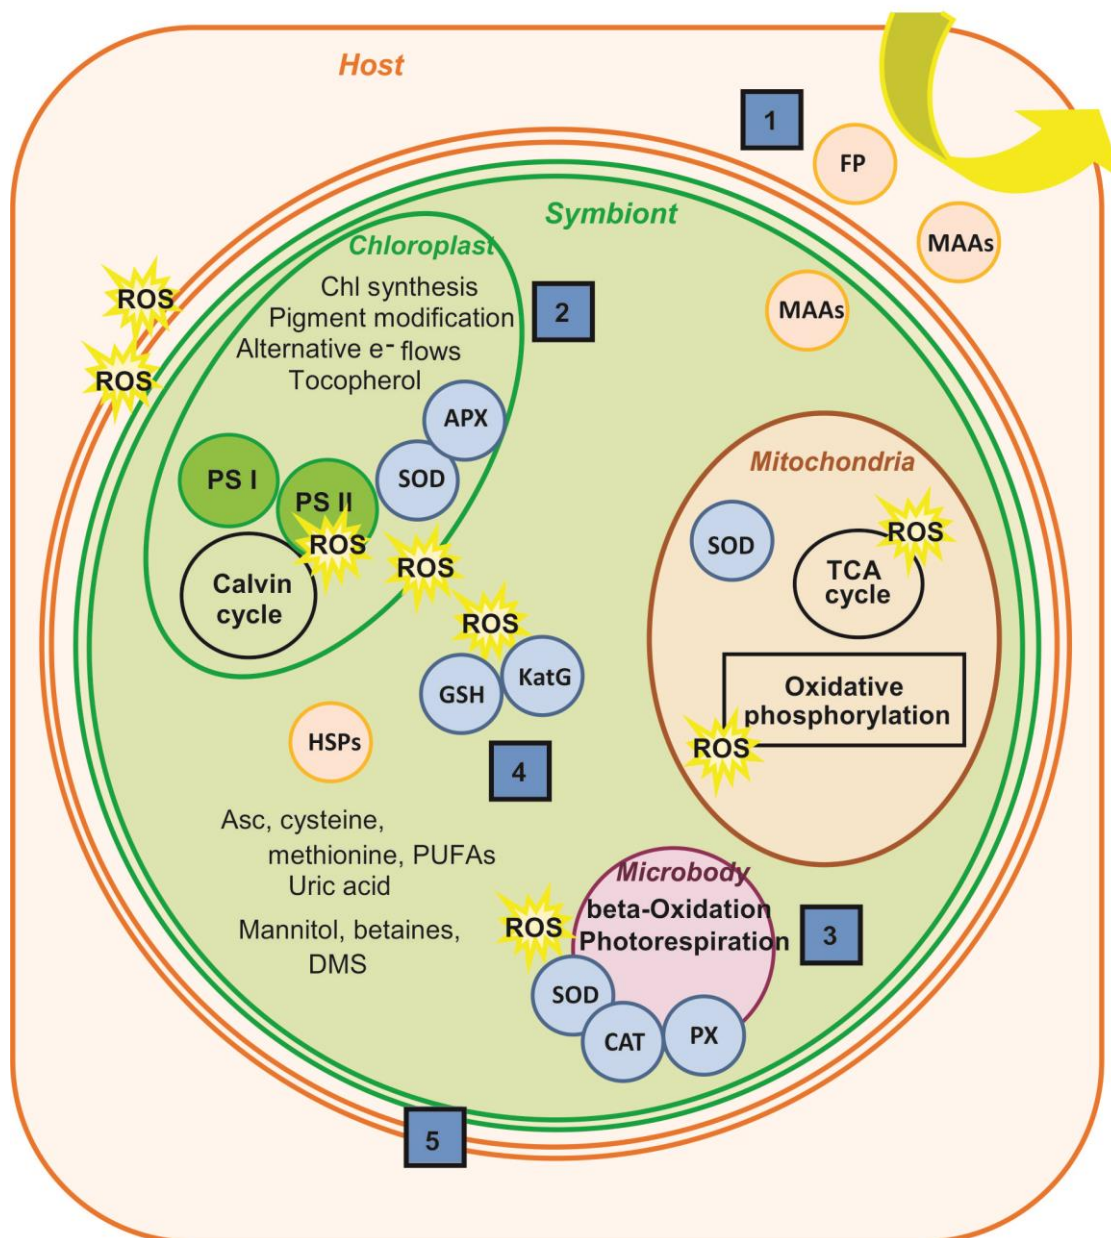 Host
1
FP
MAAs
Symbiont
MAAs
Chloroplast
Chl synthesis
Pigment modification
Alternative e- flows
Tocopherol
2
ROS
ROS
APX
SOD
PS I
PS II
ROS
ROS
Calvin
cycle
ROS
GSH
KatG
4
HSPs
Mitochondria
SOD
ROS
TCA
cycle
Oxidative
phosphorylation
ROS
Asc, cysteine,
methionine, PUFAs
Uric acid
Mannitol, betaines,
DMS
Microbody
beta-Oxidation
Photorespiration
3
ROS
SOD
CAT
PX
5